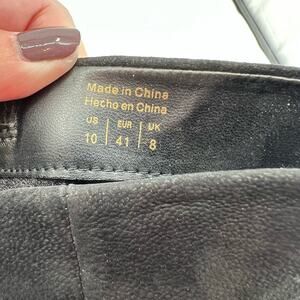 Made in China
Hecho en China
US EUR UK
10 41 8